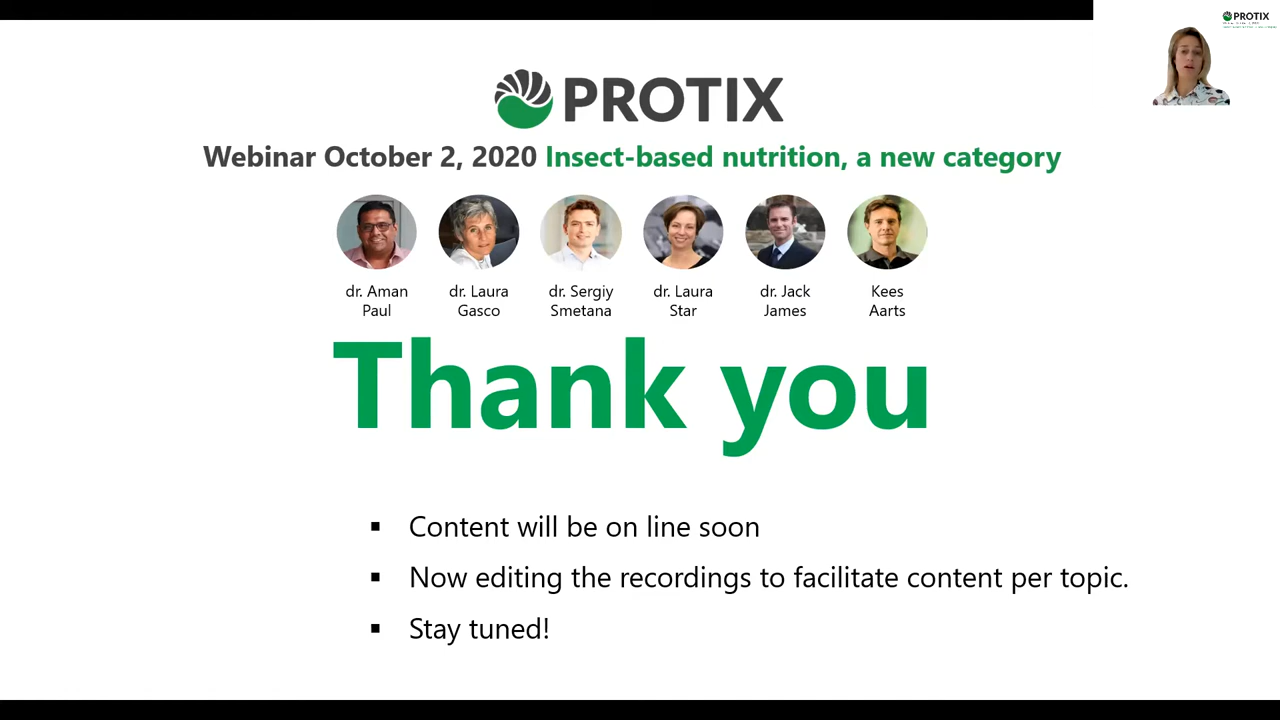 PROTIX
PROTIX
Webinar October 2, 2020 Insect-based nutrition, a new category
dr. Aman
Paul
dr. Laura
Gasco
dr. Sergiy
Smetana
dr. Laura
Star
dr. Jack
James
Kees
Aarts
Thank you
▪ Content will be on line soon
▪ Now editing the recordings to facilitate content per topic.
▪ Stay tuned!